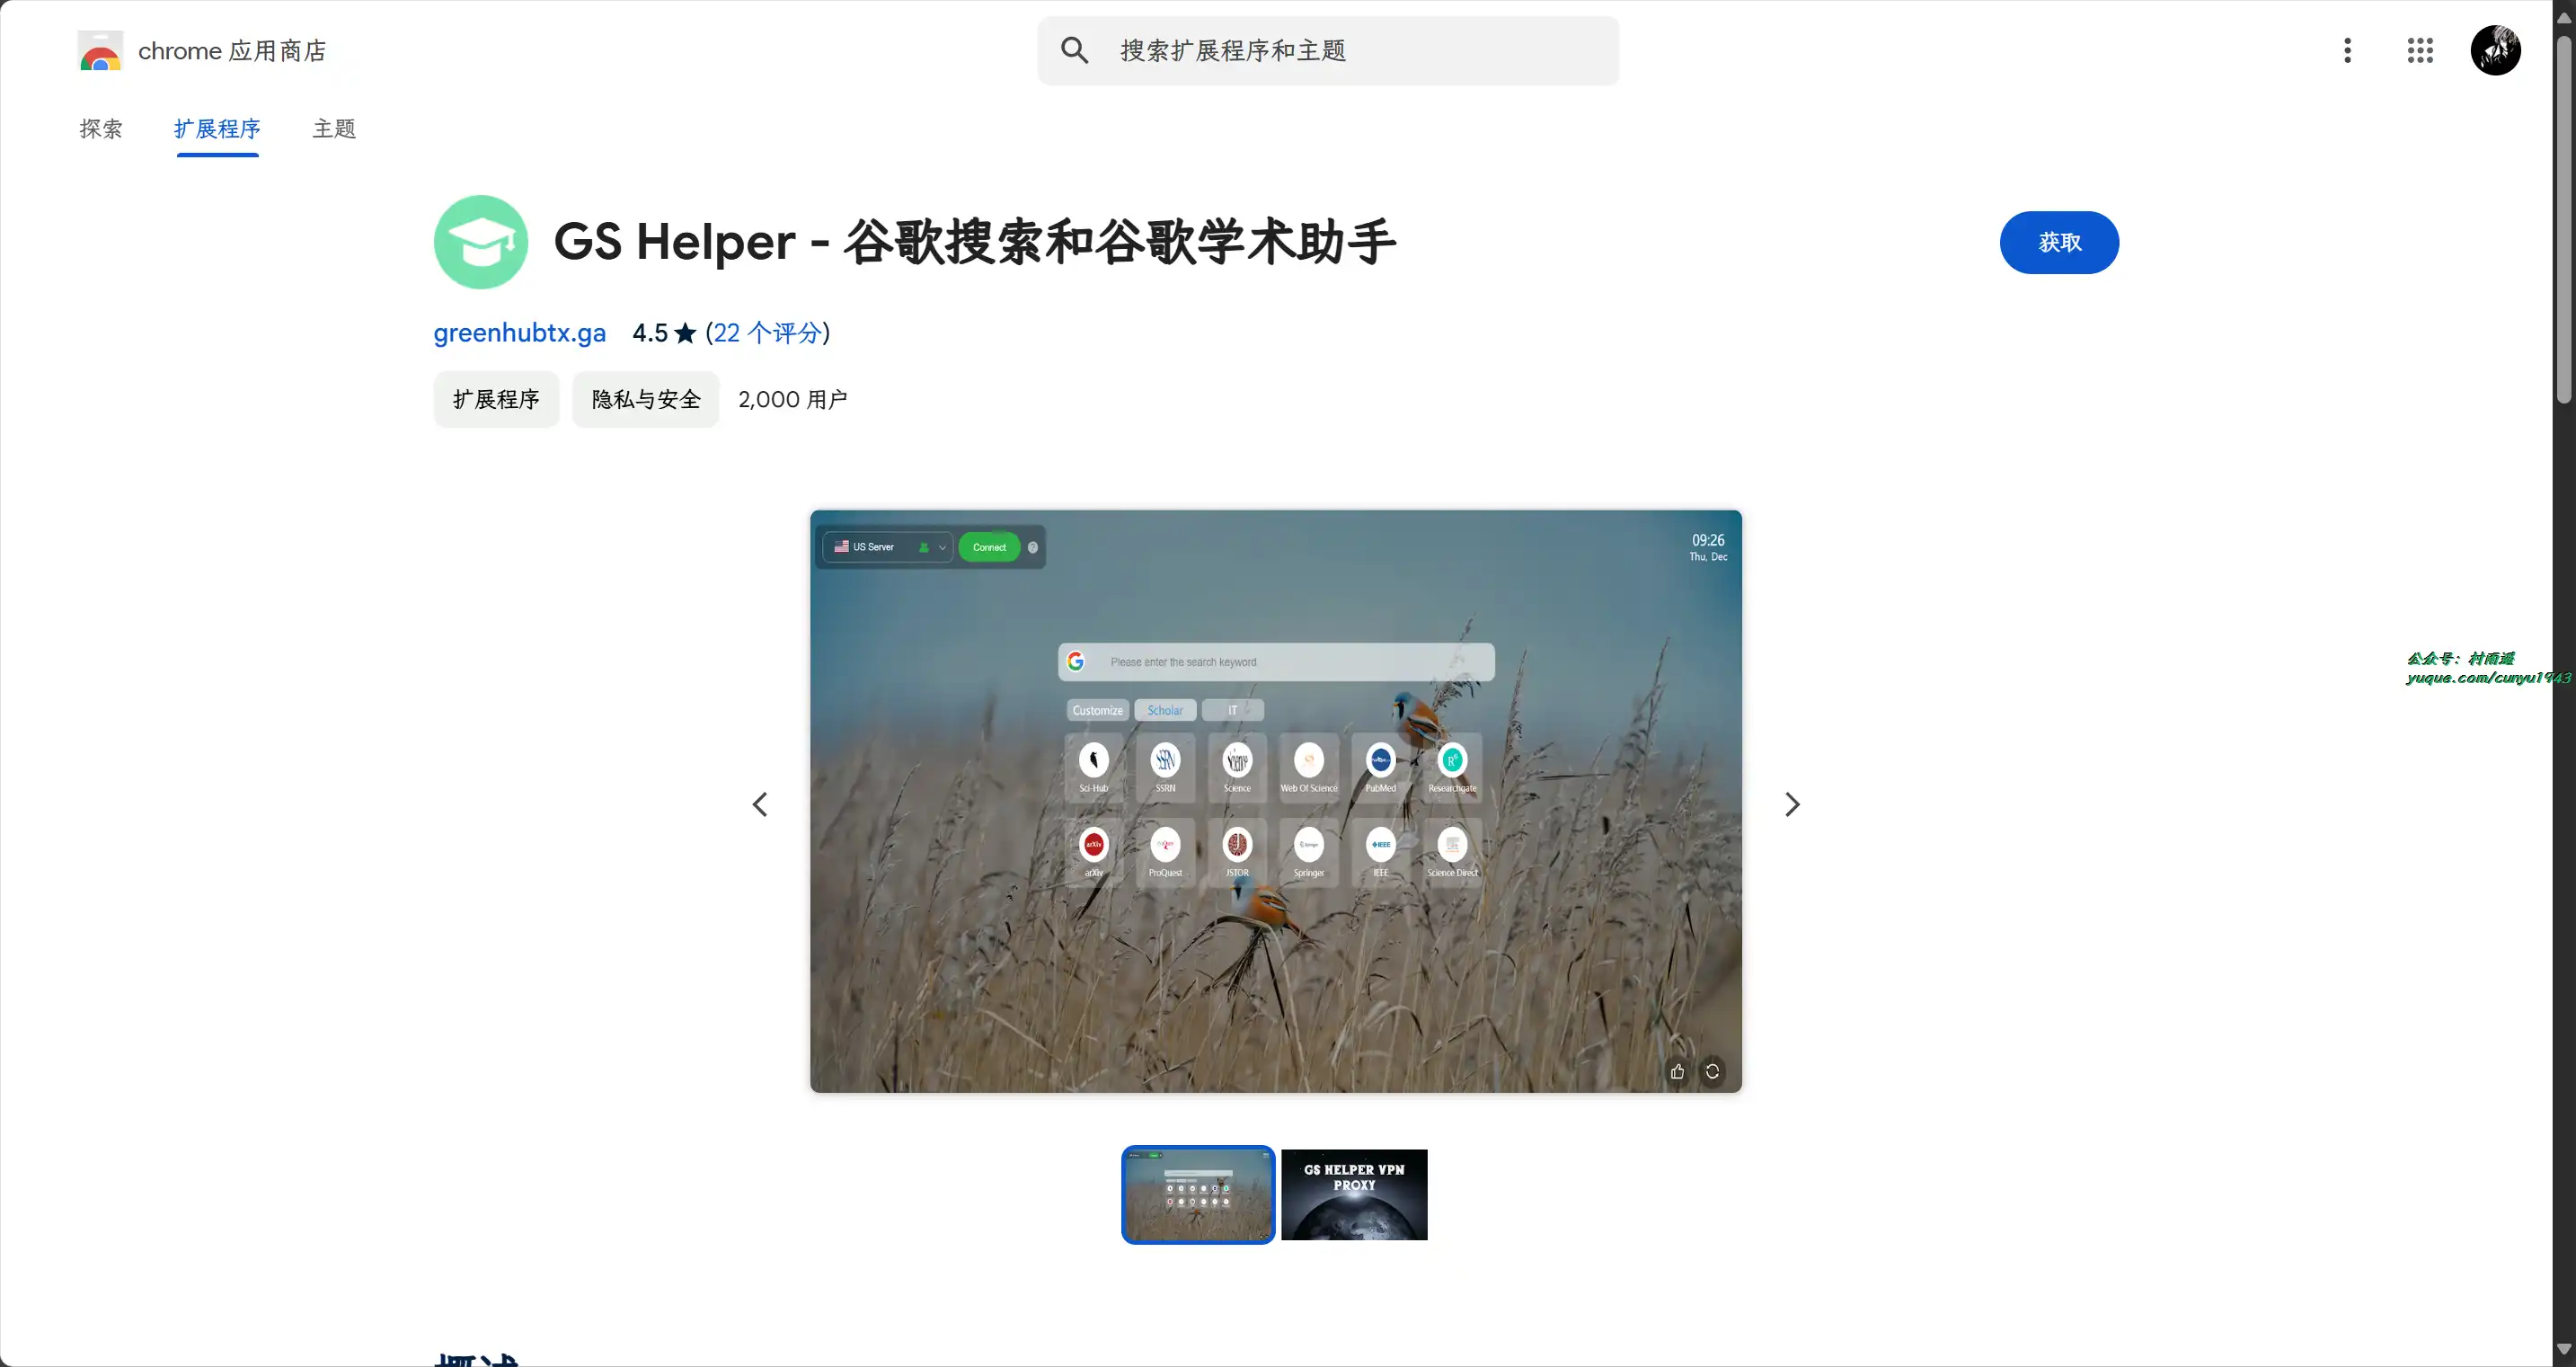 chrome 应用商店
搜索扩展程序和主题
探索
扩展程序
主题
GS Helper - 谷歌搜索和谷歌学术助手
获取
greenhubtx.ga
4.5 ★ (22 个评分)
扩展程序
隐私与安全
2,000 用户
US Server
Connect
?
09:26
Thu, Dec
Please enter the search keyword
Customize
Scholar
IT
Sci-Hub
SSRN
Science
Web Of Science
PubMed
Researchgate
arXiv
ProQuest
JSTOR
Springer
IEEE
Science Direct
公众号：村雨遥
yuque.com/cunyu1943
GS HELPER VPN
PROXY
概述